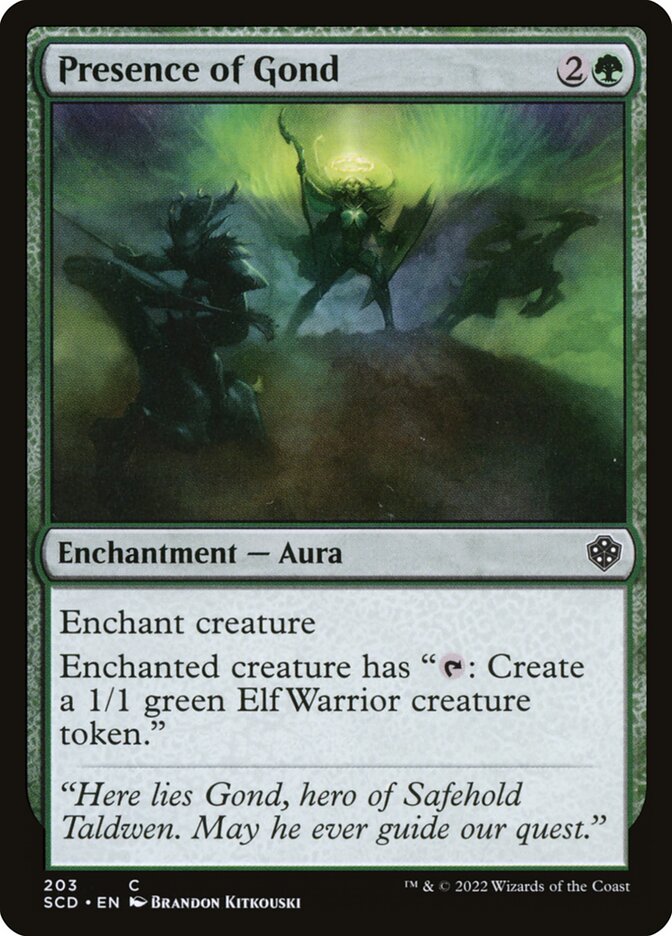 Presence of Gond 2
Enchantment — Aura
Enchant creature
Enchanted creature has “: Create
a 1/1 green Elf Warrior creature
token.”
“Here lies Gond, hero of Safehold
Taldwen. May he ever guide our quest.”
203 C
SCD • EN Brandon Kitkouski
™ & © 2022 Wizards of the Coast